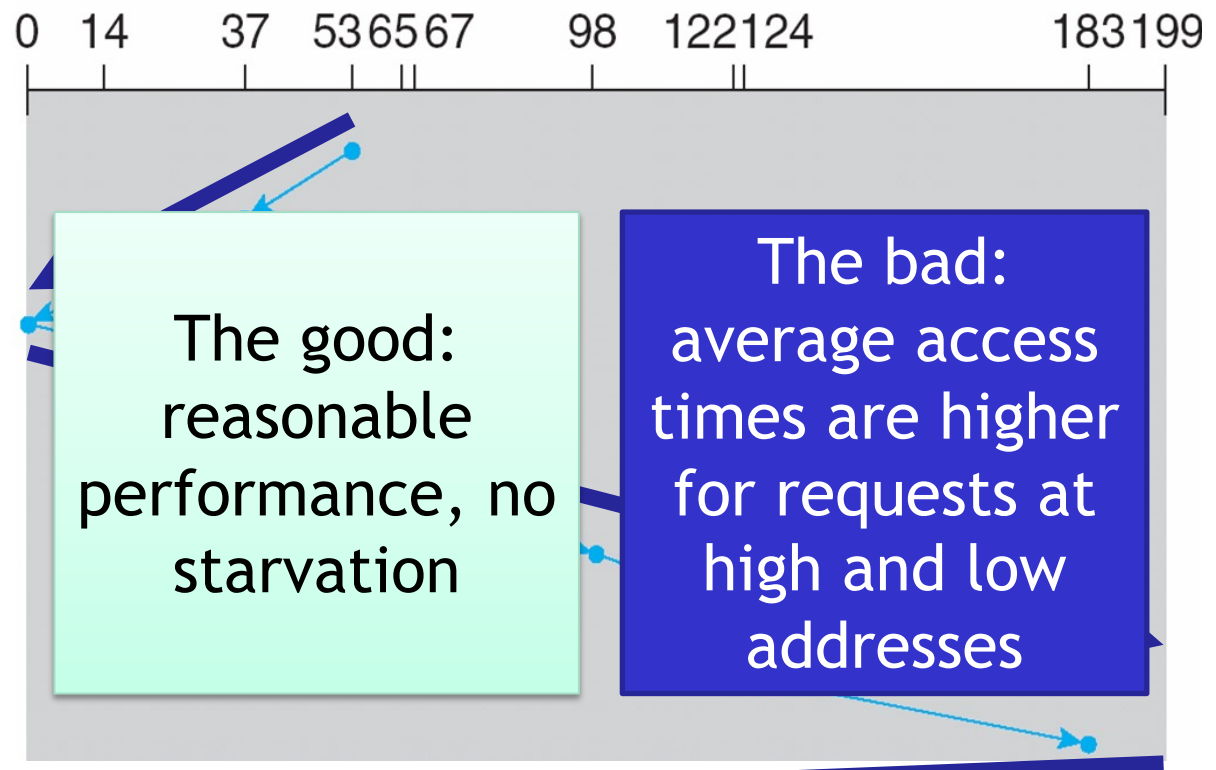 0 14 37 53 65 67 98 122 124 183 199
The good:
reasonable
performance, no
starvation
The bad:
average access
times are higher
for requests at
high and low
addresses